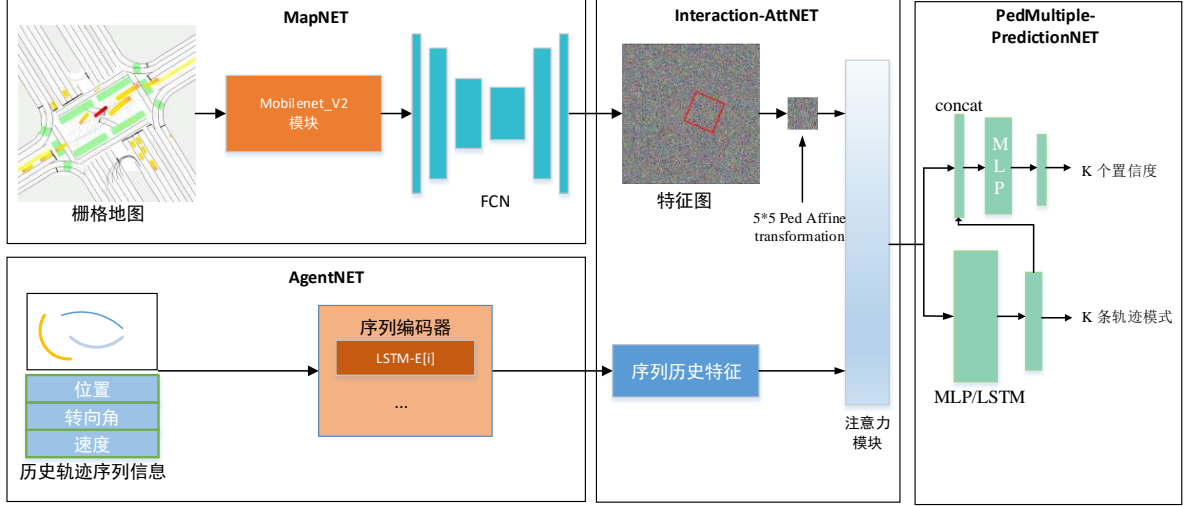 MapNET
Mobilenet_V2
模块
栅格地图
FCN
AgentNET
序列编码器
LSTM-E[i]
...
位置
转向角
速度
历史轨迹序列信息
Interaction-AttNET
特征图
5*5 Ped Affine
transformation
序列历史特征
注意力
模块
PedMultiple-
PredictionNET
concat
MLP
K 个置信度
K 条轨迹模式
MLP/LSTM